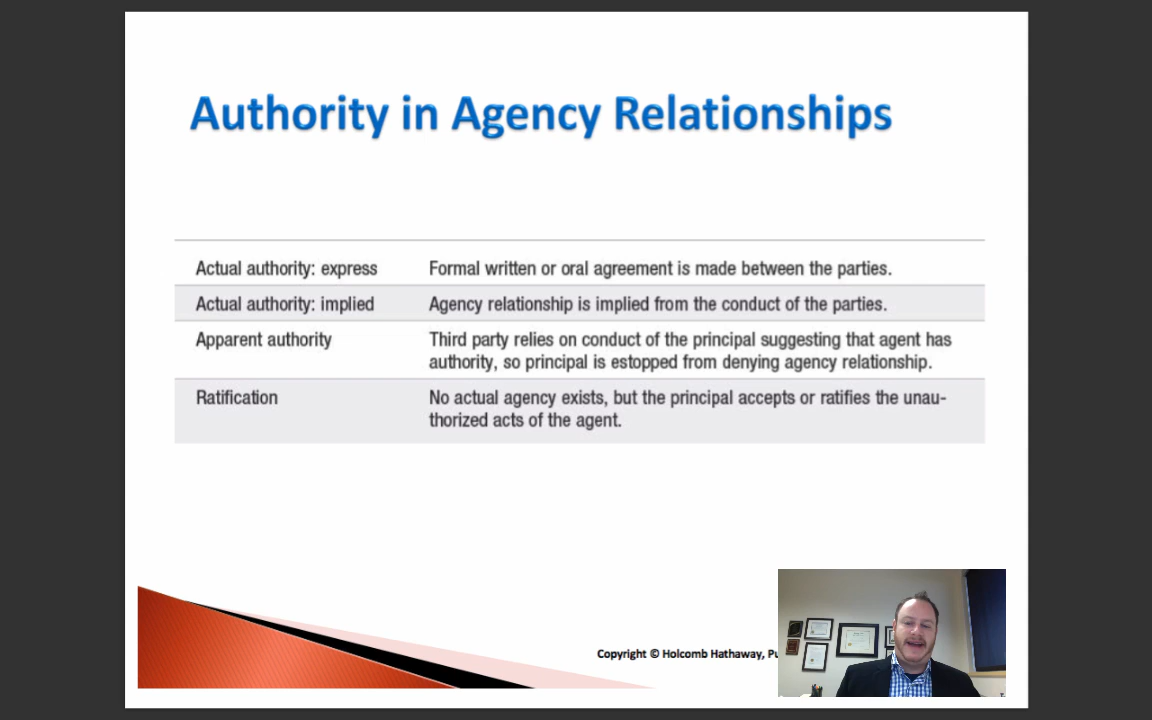 Authority in Agency Relationships
Actual authority: express Formal written or oral agreement is made between the parties.
Actual authority: implied Agency relationship is implied from the conduct of the parties.
Apparent authority Third party relies on conduct of the principal suggesting that agent has
authority, so principal is estopped from denying agency relationship.
Ratification No actual agency exists, but the principal accepts or ratifies the unau-
thorized acts of the agent.
Copyright © Holcomb Hathaway,